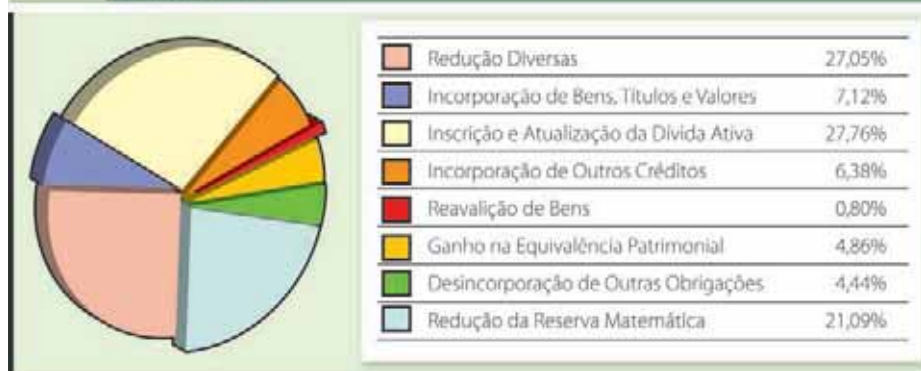 Redução Diversas 27,05%
Incorporação de Bens, Títulos e Valores 7,12%
Inscrição e Atualização da Dívida Ativa 27,76%
Incorporação de Outros Créditos 6,38%
Reavalição de Bens 0,80%
Ganho na Equivalência Patrimonial 4,86%
Desincorporação de Outras Obrigações 4,44%
Redução da Reserva Matemática 21,09%